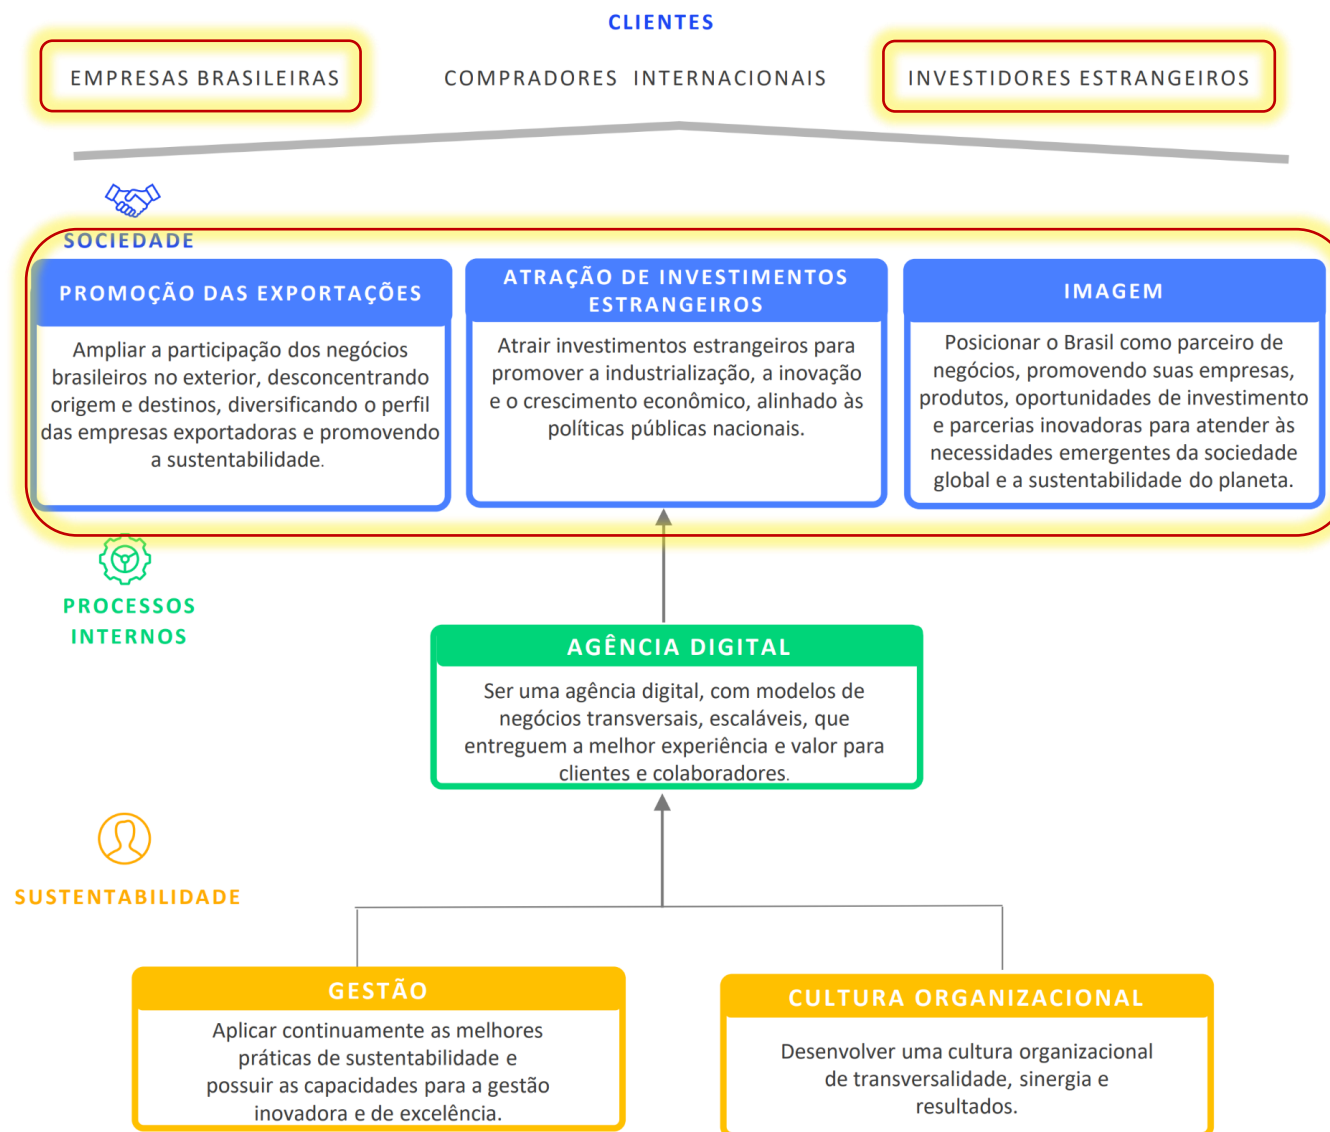 CLIENTES
EMPRESAS BRASILEIRAS
COMPRADORES INTERNACIONAIS
INVESTIDORES ESTRANGEIROS
SOCIEDADE
PROMOÇÃO DAS EXPORTAÇÕES
Ampliar a participação dos negócios
brasileiros no exterior, desconcentrando
origem e destinos, diversificando o perfil
das empresas exportadoras e promovendo
a sustentabilidade.
ATRAÇÃO DE INVESTIMENTOS
ESTRANGEIROS
Atrair investimentos estrangeiros para
promover a industrialização, a inovação
e o crescimento econômico, alinhado às
políticas públicas nacionais.
IMAGEM
Posicionar o Brasil como parceiro de
negócios, promovendo suas empresas,
produtos, oportunidades de investimento
e parcerias inovadoras para atender às
necessidades emergentes da sociedade
global e a sustentabilidade do planeta.
PROCESSOS
INTERNOS
AGÊNCIA DIGITAL
Ser uma agência digital, com modelos de
negócios transversais, escaláveis, que
entreguem a melhor experiência e valor para
clientes e colaboradores.
SUSTENTABILIDADE
GESTÃO
Aplicar continuamente as melhores
práticas de sustentabilidade e
possuir as capacidades para a gestão
inovadora e de excelência.
CULTURA ORGANIZACIONAL
Desenvolver uma cultura organizacional
de transversalidade, sinergia e
resultados.